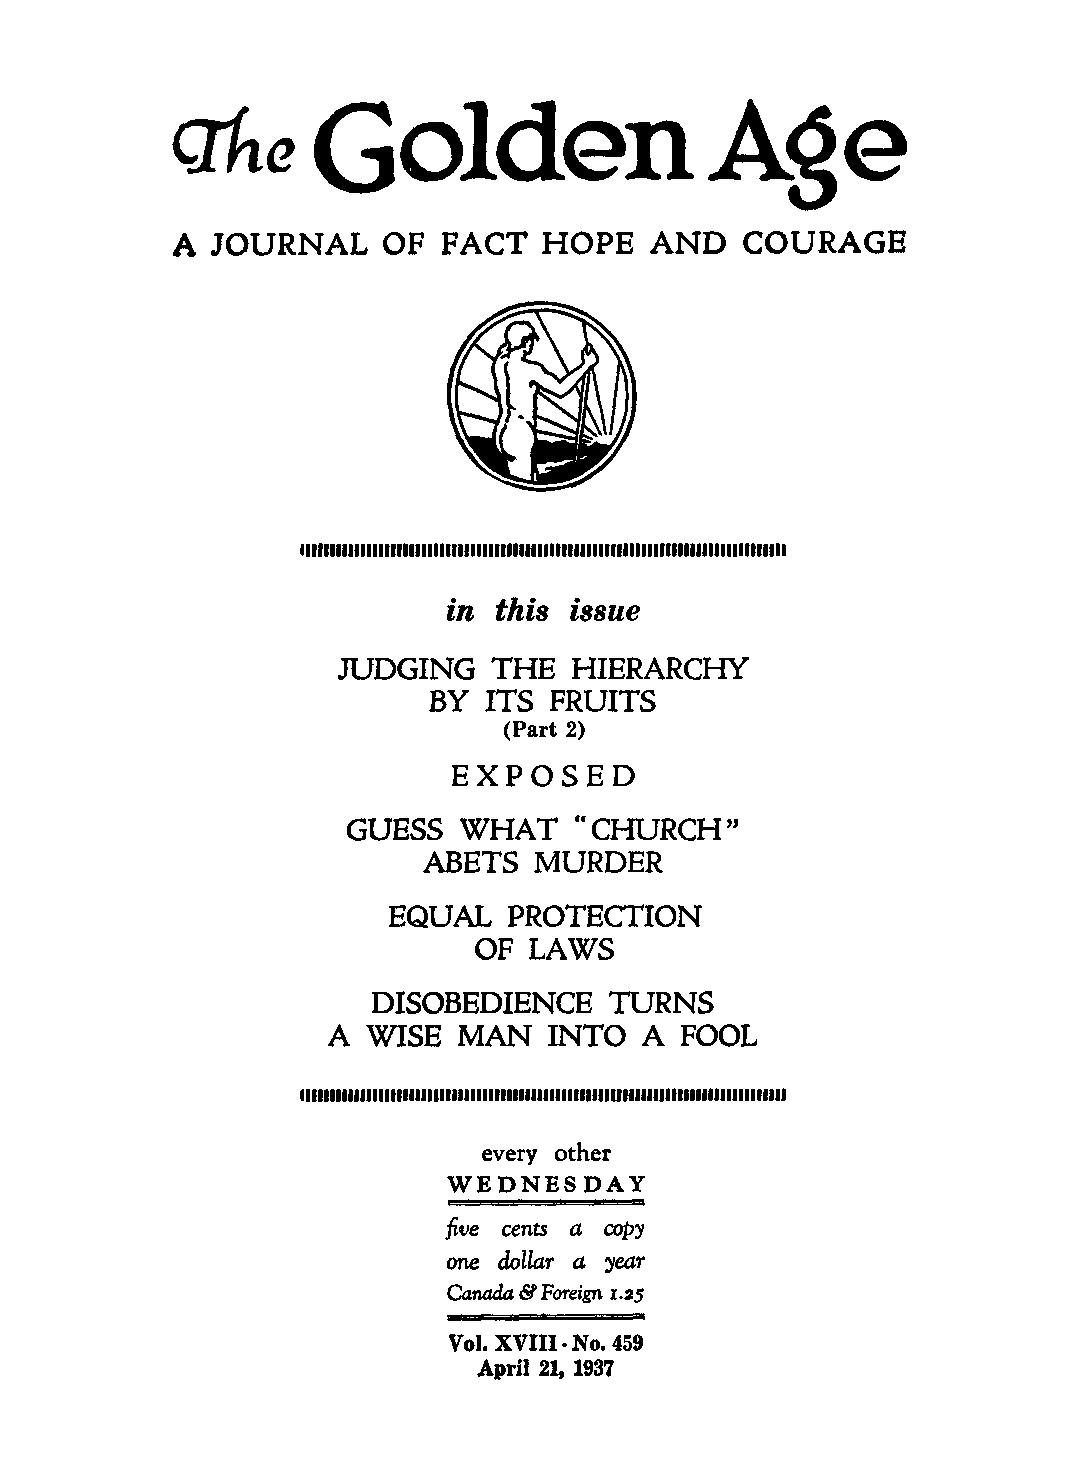 The Golden Age
A JOURNAL OF FACT HOPE AND COURAGE
in this issue
JUDGING THE HIERARCHY
BY ITS FRUITS
(Part 2)
EXPOSED
GUESS WHAT "CHURCH"
ABETS MURDER
EQUAL PROTECTION
OF LAWS
DISOBEDIENCE TURNS
A WISE MAN INTO A FOOL
every other
WEDNESDAY
five cents a copy
one dollar a year
Canada & Foreign 1.25
Vol. XVIII · No. 459
April 21, 1937